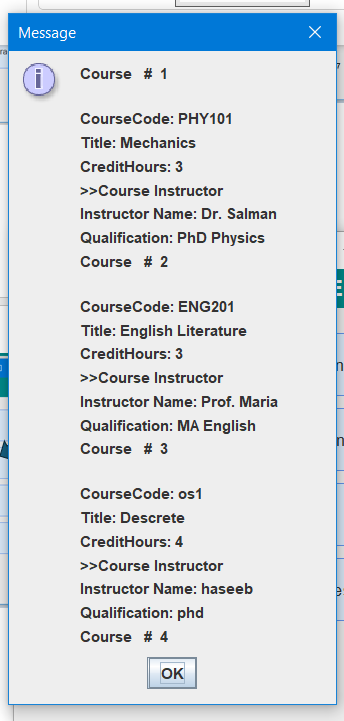 Message
Course # 1
CourseCode: PHY101
Title: Mechanics
CreditHours: 3
>>Course Instructor
Instructor Name: Dr. Salman
Qualification: PhD Physics
Course # 2
CourseCode: ENG201
Title: English Literature
CreditHours: 3
>>Course Instructor
Instructor Name: Prof. Maria
Qualification: MA English
Course # 3
CourseCode: os1
Title: Descrete
CreditHours: 4
>>Course Instructor
Instructor Name: haseeb
Qualification: phd
Course # 4
OK